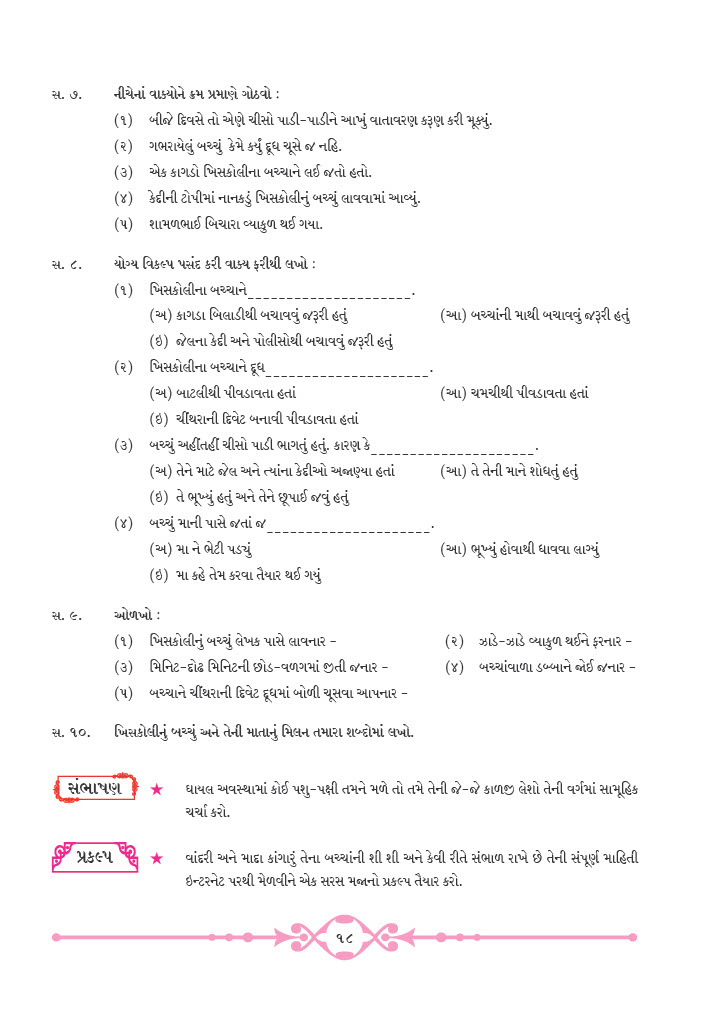 સ. ૭. નીચેનાં વાક્યોને ક્રમ પ્રમાણે ગોઠવો :
(૧) બીજે દિવસે તો એણે ચીસો પાડી-પાડીને આખું વાતાવરણ કરૂણ કરી મૂક્યું.
(૨) ગભરાયેલું બચ્ચું કેમે કર્યું દૂધ ચૂસે જ નહિ.
(૩) એક કાગડો ખિસકોલીના બચ્ચાને લઈ જતો હતો.
(૪) કેદીની ટોપીમાં નાનકડું ખિસકોલીનું બચ્ચું લાવવામાં આવ્યું.
(૫) શામળભાઈ બિચારા વ્યાકુળ થઈ ગયા.
સ. ૮. યોગ્ય વિકલ્પ પસંદ કરી વાક્ય ફરીથી લખો :
(૧) ખિસકોલીના બચ્ચાને_____________________.
(અ) કાગડા બિલાડીથી બચાવવું જરૂરી હતું (આ) બચ્ચાંની માથી બચાવવું જરૂરી હતું
(ઇ) જેલના કેદી અને પોલીસોથી બચાવવું જરૂરી હતું
(૨) ખિસકોલીના બચ્ચાને દૂધ_____________________.
(અ) બાટલીથી પીવડાવતા હતાં (આ) ચમચીથી પીવડાવતા હતાં
(ઇ) ચીંથરાની દિવેટ બનાવી પીવડાવતા હતાં
(૩) બચ્ચું અહીંતહીં ચીસો પાડી ભાગતું હતું. કારણ કે_____________________.
(અ) તેને માટે જેલ અને ત્યાંના કેદીઓ અજાણ્યા હતાં (આ) તે તેની માને શોધતું હતું
(ઇ) તે ભૂખ્યું હતું અને તેને છૂપાઈ જવું હતું
(૪) બચ્ચું માની પાસે જતાં જ_____________________.
(અ) મા ને ભેટી પડ્યું (આ) ભૂખ્યું હોવાથી ધાવવા લાગ્યું
(ઇ) મા કહે તેમ કરવા તૈયાર થઈ ગયું
સ. ૯. ઓળખો :
(૧) ખિસકોલીનું બચ્ચું લેખક પાસે લાવનાર - (૨) ઝાડે-ઝાડે વ્યાકુળ થઈને ફરનાર -
(૩) મિનિટ-દોઢ મિનિટની છોડ-વળગમાં જીતી જનાર - (૪) બચ્ચાંવાળા ડબ્બાને જોઈ જનાર -
(૫) બચ્ચાને ચીંથરાની દિવેટ દૂધમાં બોળી ચૂસવા આપનાર -
સ. ૧૦. ખિસકોલીનું બચ્ચું અને તેની માતાનું મિલન તમારા શબ્દોમાં લખો.
સંભાષણ ★ ઘાયલ અવસ્થામાં કોઈ પશુ-પક્ષી તમને મળે તો તમે તેની જે-જે કાળજી લેશો તેની વર્ગમાં સામૂહિક
ચર્ચા કરો.
પ્રકલ્પ ★ વાંદરી અને માદા કાંગારું તેના બચ્ચાંની શી શી અને કેવી રીતે સંભાળ રાખે છે તેની સંપૂર્ણ માહિતી
ઇન્ટરનેટ પરથી મેળવીને એક સરસ મજાનો પ્રકલ્પ તૈયાર કરો.
૧૮